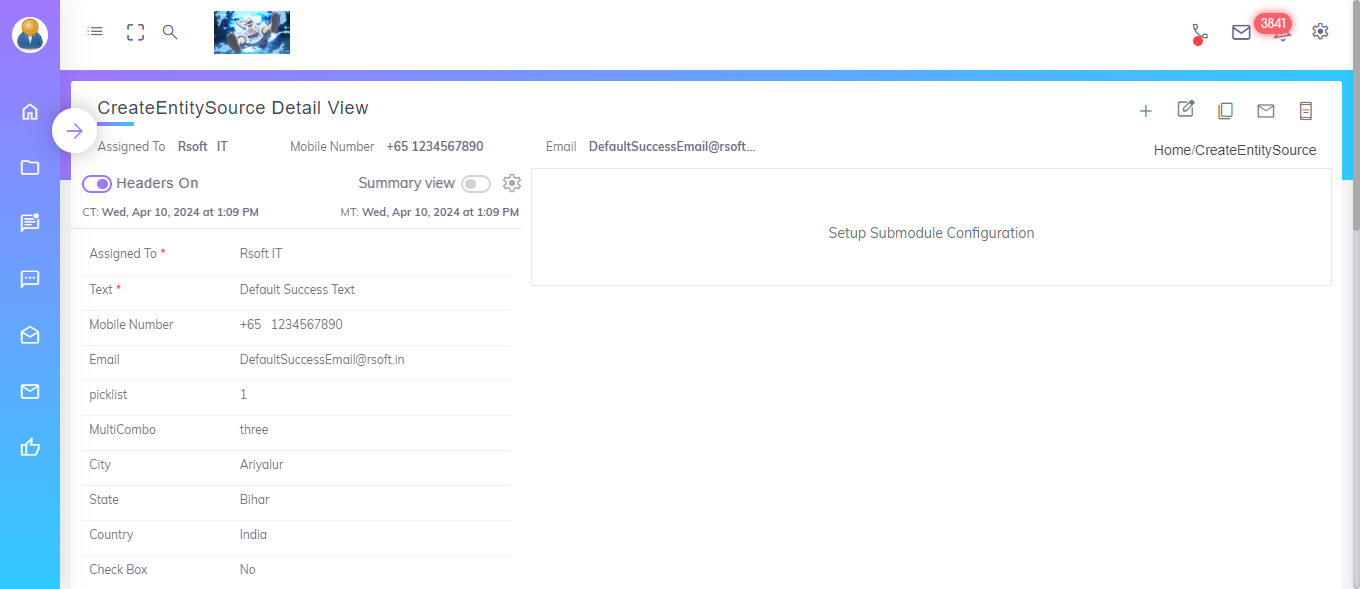 3841
CreateEntitySource Detail View
Assigned To Rsoft IT Mobile Number +65 1234567890 Email DefaultSuccessEmail@rsoft...
Home/CreateEntitySource
Headers On Summary view
CT: Wed, Apr 10, 2024 at 1:09 PM MT: Wed, Apr 10, 2024 at 1:09 PM
Setup Submodule Configuration
Assigned To * Rsoft IT
Text * Default Success Text
Mobile Number +65 1234567890
Email DefaultSuccessEmail@rsoft.in
picklist 1
MultiCombo three
City Ariyalur
State Bihar
Country India
Check Box No